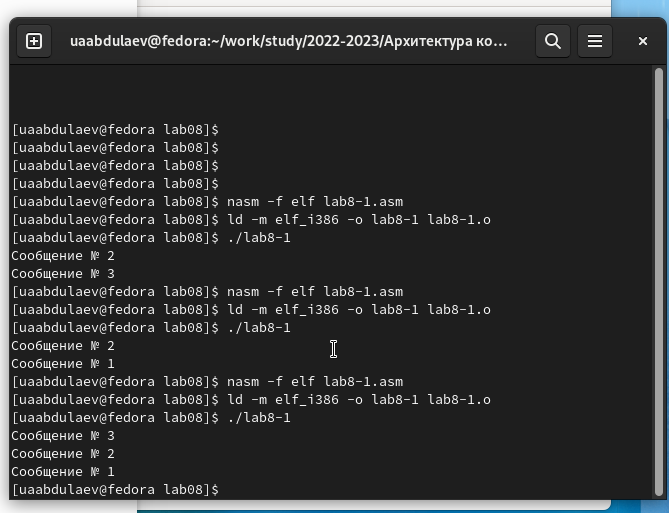 uaabdulaev@fedora:~/work/study/2022-2023/Архитектура ко...
[uaabdulaev@fedora lab08]$
[uaabdulaev@fedora lab08]$
[uaabdulaev@fedora lab08]$
[uaabdulaev@fedora lab08]$
[uaabdulaev@fedora lab08]$ nasm -f elf lab8-1.asm
[uaabdulaev@fedora lab08]$ ld -m elf_i386 -o lab8-1 lab8-1.o
[uaabdulaev@fedora lab08]$ ./lab8-1
Сообщение № 2
Сообщение № 3
[uaabdulaev@fedora lab08]$ nasm -f elf lab8-1.asm
[uaabdulaev@fedora lab08]$ ld -m elf_i386 -o lab8-1 lab8-1.o
[uaabdulaev@fedora lab08]$ ./lab8-1
Сообщение № 2
Сообщение № 1
[uaabdulaev@fedora lab08]$ nasm -f elf lab8-1.asm
[uaabdulaev@fedora lab08]$ ld -m elf_i386 -o lab8-1 lab8-1.o
[uaabdulaev@fedora lab08]$ ./lab8-1
Сообщение № 3
Сообщение № 2
Сообщение № 1
[uaabdulaev@fedora lab08]$